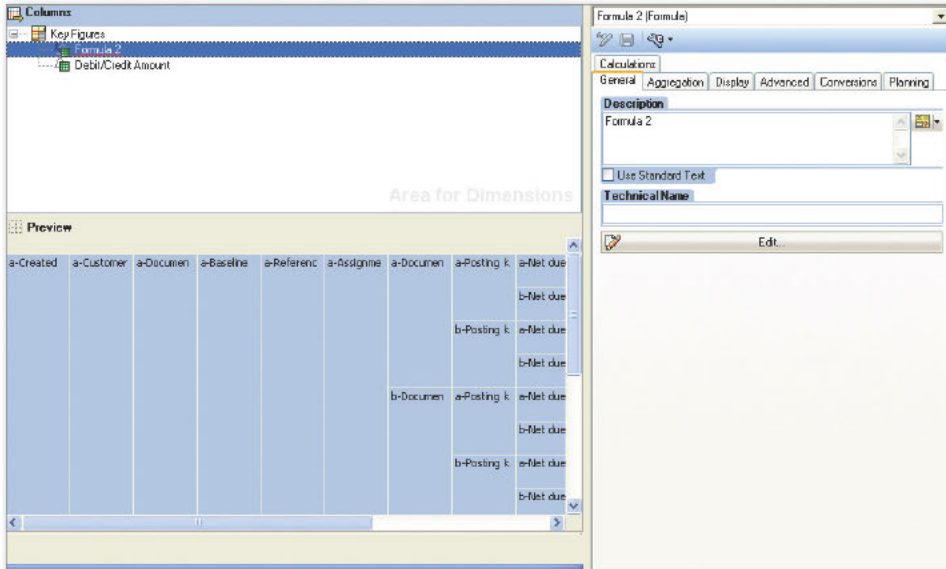 Columns
Key Figures
Formula 2
Debit/Credit Amount
Area for Dimensions
Preview
a-Created a-Customer a-Documen a-Baseline a-Referenc a-Assignme a-Documen a-Posting k a-Net due
b-Net due
b-Posting k a-Net due
b-Net due
b-Documen a-Posting k a-Net due
b-Net due
b-Posting k a-Net due
b-Net due
Formula 2 (Formula)
Calculations
General Aggregation Display Advanced Conversions Planning
Description
Formula 2
Use Standard Text
Technical Name
Edit...